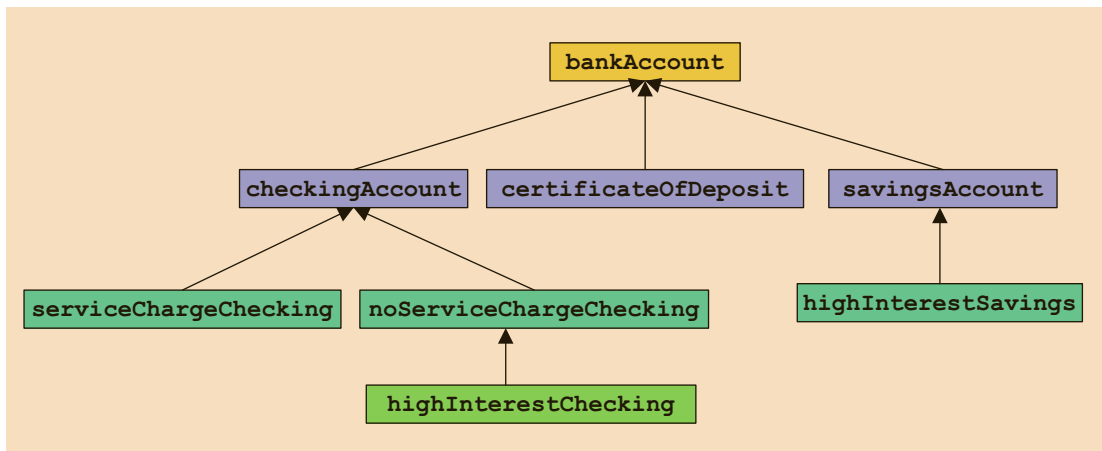 bankAccount
checkingAccount
certificateOfDeposit
savingsAccount
serviceChargeChecking
noServiceChargeChecking
highInterestSavings
highInterestChecking